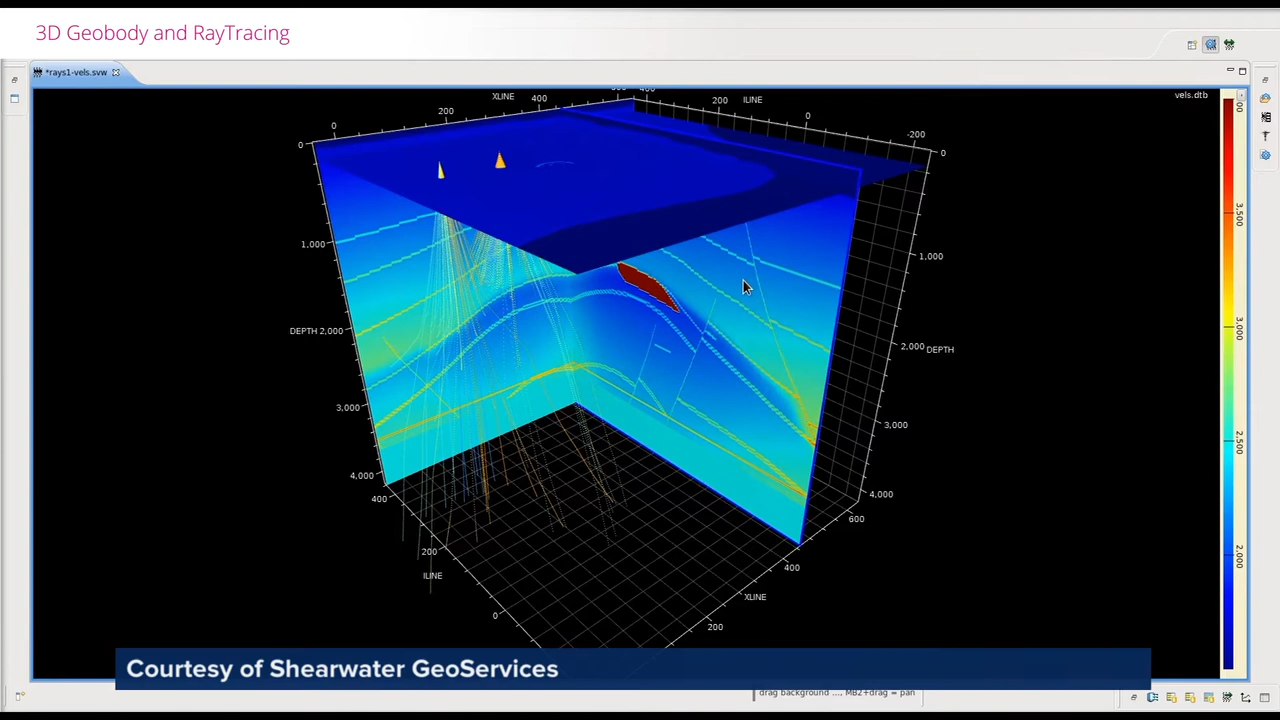 3D Geobody and RayTracing
*rays1-vels.svw
vels.dtb
XLINE
400
200
0
400
200
ILINE
0
-200
0
0
1,000
1,000
DEPTH 2,000
2,000 DEPTH
3,000
3,000
4,000
4,000
400
600
200
400
ILINE
XLINE
0
200
3,500
3,000
2,500
2,000
Courtesy of Shearwater GeoServices
drag background ..., MB2+drag = pan